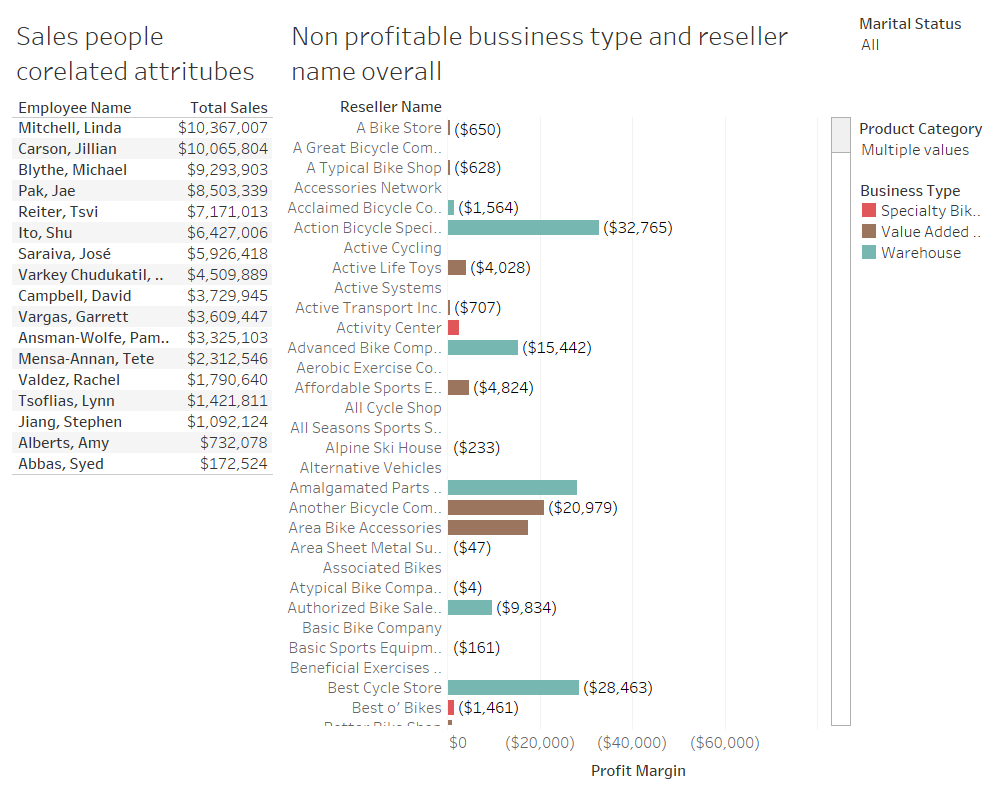 Sales people
corelated attritubes
Employee Name Total Sales
Mitchell, Linda $10,367,007
Carson, Jillian $10,065,804
Blythe, Michael $9,293,903
Pak, Jae $8,503,339
Reiter, Tsvi $7,171,013
Ito, Shu $6,427,006
Saraiva, José $5,926,418
Varkey Chudukatil, .. $4,509,889
Campbell, David $3,729,945
Vargas, Garrett $3,609,447
Ansman-Wolfe, Pam.. $3,325,103
Mensa-Annan, Tete $2,312,546
Valdez, Rachel $1,790,640
Tsoflias, Lynn $1,421,811
Jiang, Stephen $1,092,124
Alberts, Amy $732,078
Abbas, Syed $172,524
Non profitable bussiness type and reseller
name overall
Reseller Name
A Bike Store ($650)
A Great Bicycle Com..
A Typical Bike Shop ($628)
Accessories Network
Acclaimed Bicycle Co.. ($1,564)
Action Bicycle Speci.. ($32,765)
Active Cycling
Active Life Toys ($4,028)
Active Systems
Active Transport Inc. ($707)
Activity Center
Advanced Bike Comp.. ($15,442)
Aerobic Exercise Co..
Affordable Sports E.. ($4,824)
All Cycle Shop
All Seasons Sports S..
Alpine Ski House ($233)
Alternative Vehicles
Amalgamated Parts ..
Another Bicycle Com.. ($20,979)
Area Bike Accessories
Area Sheet Metal Su.. ($47)
Associated Bikes
Atypical Bike Compa.. ($4)
Authorized Bike Sale.. ($9,834)
Basic Bike Company
Basic Sports Equipm.. ($161)
Beneficial Exercises ..
Best Cycle Store ($28,463)
Best o' Bikes ($1,461)
Better Bike Shop
$0 ($20,000) ($40,000) ($60,000)
Profit Margin
Marital Status
All
Product Category
Multiple values
Business Type
Specialty Bik..
Value Added ..
Warehouse